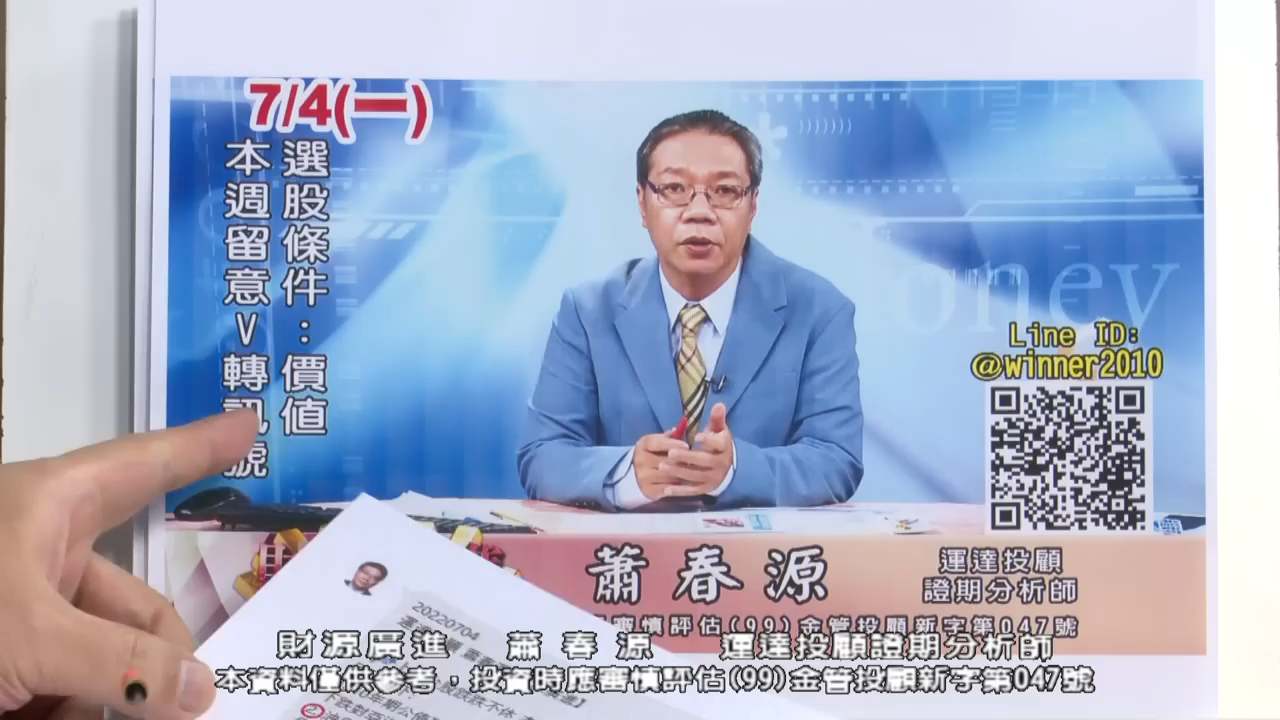 7/4(一)
選股條件：價值
本週留意V轉訊號
oney
Line ID:
@winner2010
蕭春源
運達投顧
證期分析師
審慎評估(99)金管投顧新字第047號
20220704
財源廣進 蕭春源 運達投顧證期分析師
本資料僅供參考，投資時應審慎評估(99)金管投顧新字第047號